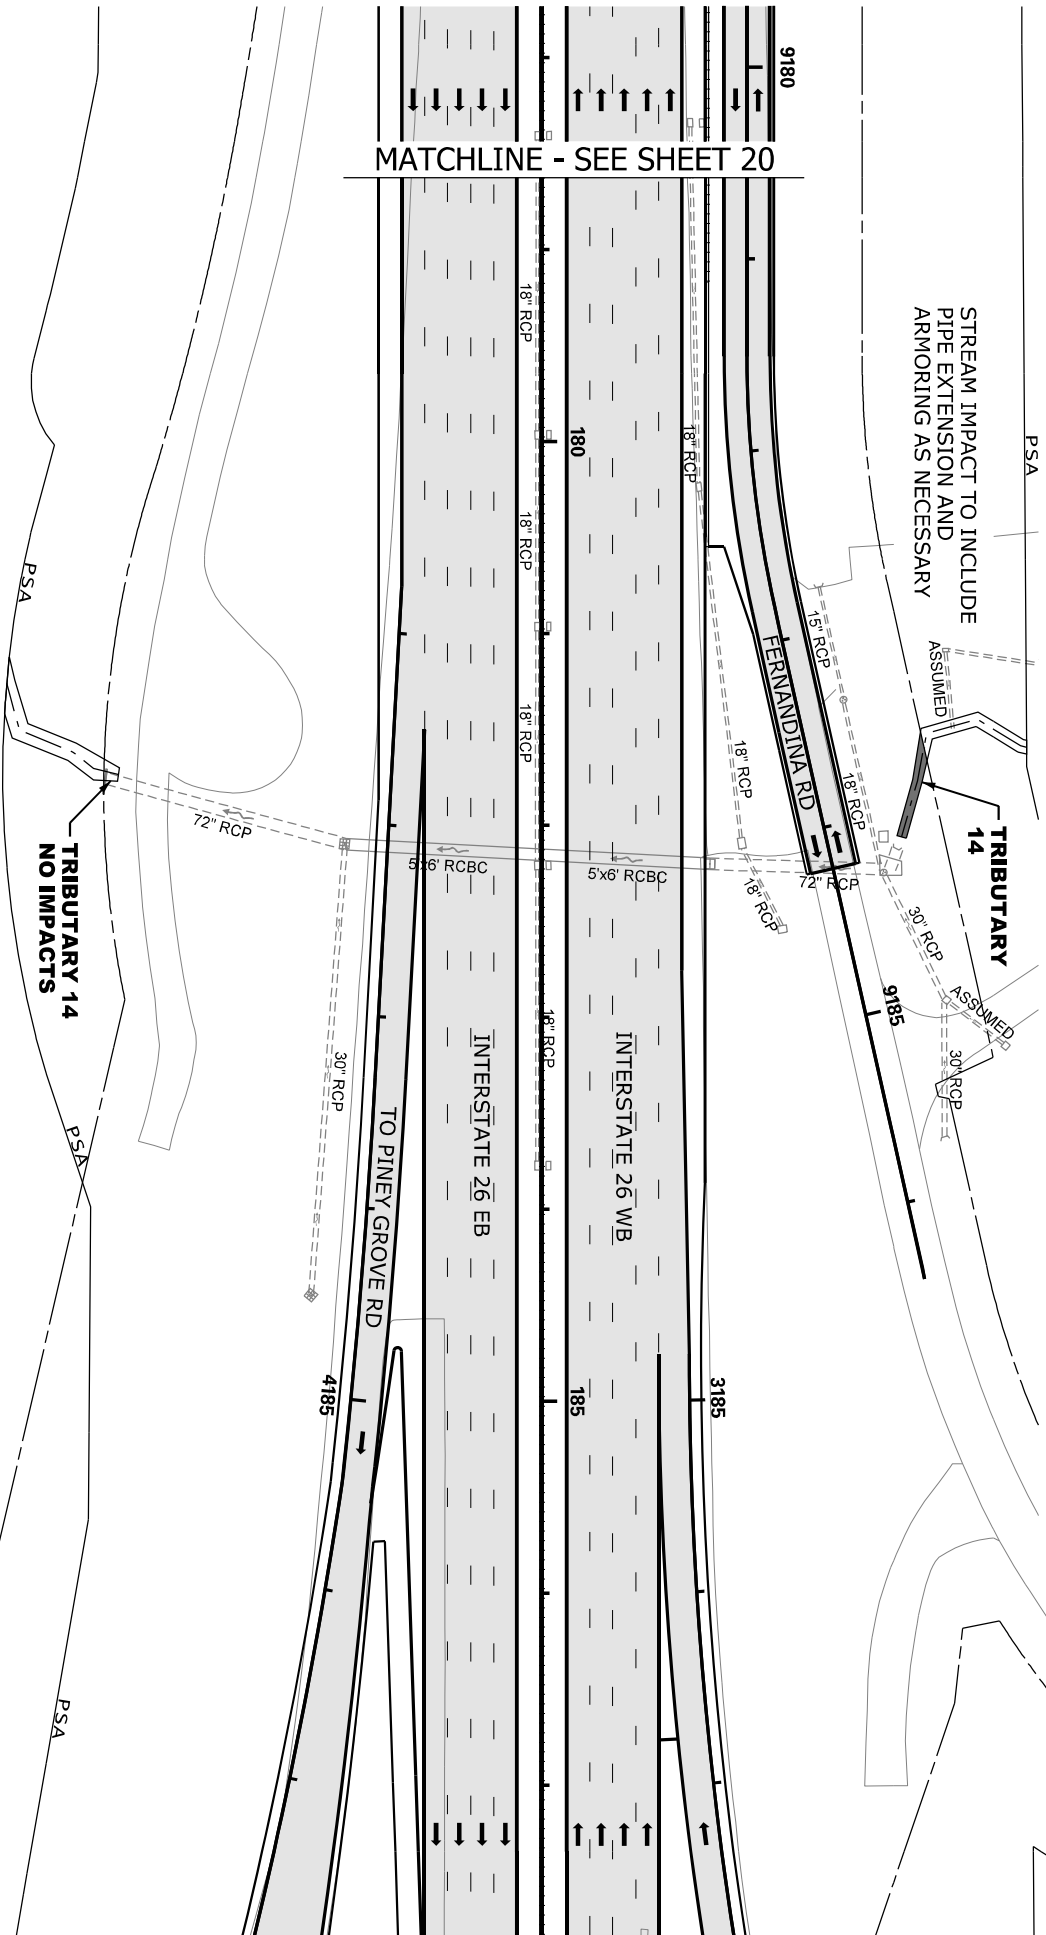 9180
MATCHLINE - SEE SHEET 20
STREAM IMPACT TO INCLUDE
PIPE EXTENSION AND
ARMORING AS NECESSARY
PSA
18" RCP
180
18" RCP
18" RCP
PSA
15" RCP
ASSUMED
FERNANDINA RD
18" RCP
18" RCP
18" RCP
TRIBUTARY
14
72" RCP
5'x6' RCBC
5'x6' RCBC
72" RCP
18" RCP
30" RCP
TRIBUTARY 14
NO IMPACTS
ASSUMED
9185
18" RCP
30" RCP
30" RCP
INTERSTATE 26 EB
INTERSTATE 26 WB
TO PINEY GROVE RD
PSA
4185
185
3185
PSA